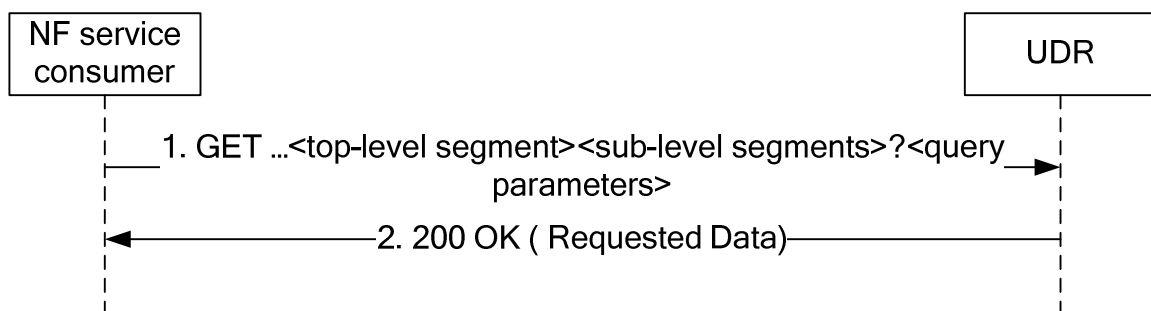 NF service
consumer
UDR
1. GET ...<top-level segment><sub-level segments>?<query
parameters>
2. 200 OK ( Requested Data)